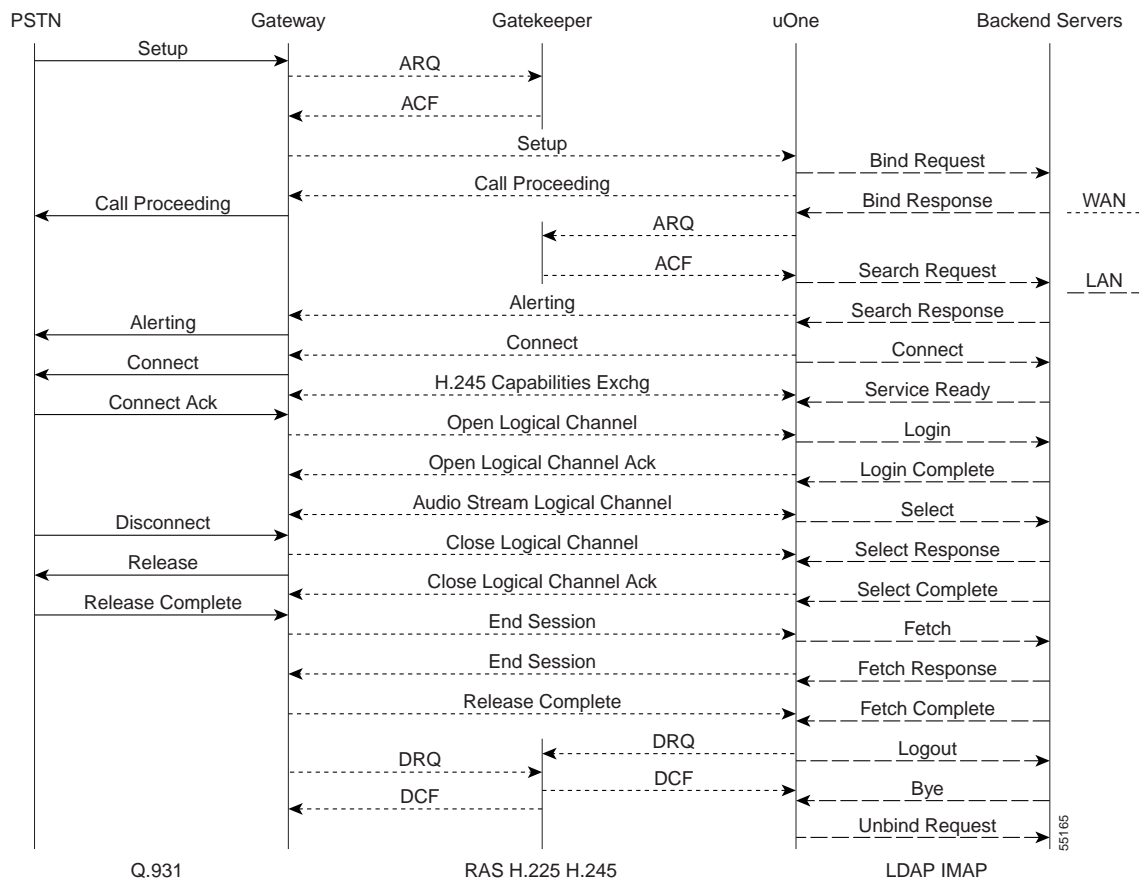 PSTN
Gateway
Gatekeeper
uOne
Backend Servers
Setup
ARQ
ACF
Setup
Bind Request
Call Proceeding
Call Proceeding
Bind Response
WAN
ARQ
ACF
Search Request
LAN
Alerting
Alerting
Search Response
Connect
Connect
Connect
H.245 Capabilities Exchg
Service Ready
Connect Ack
Open Logical Channel
Login
Open Logical Channel Ack
Login Complete
Audio Stream Logical Channel
Select
Disconnect
Close Logical Channel
Select Response
Release
Close Logical Channel Ack
Select Complete
Release Complete
End Session
Fetch
End Session
Fetch Response
Release Complete
Fetch Complete
DRQ
Logout
DRQ
DCF
Bye
DCF
Unbind Request
55165
Q.931
RAS H.225 H.245
LDAP IMAP